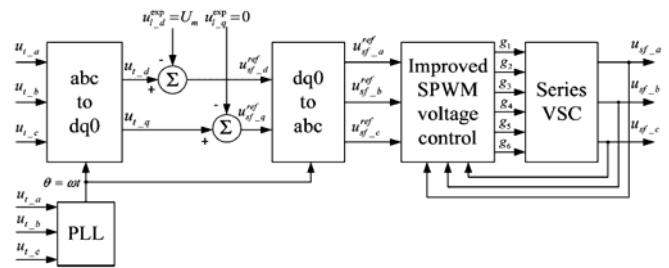 u_{l_d}^{exp}=U_m u_{l_q}^{exp}=0
u_{t_a}
u_{t_b}
u_{t_c}
abc
to
dq0
u_{t_d}
u_{t_q}
-
+
Σ
-
+
Σ
u_{sf_d}^{ref}
u_{sf_q}^{ref}
dq0
to
abc
u_{sf_a}^{ref}
u_{sf_b}^{ref}
u_{sf_c}^{ref}
Improved
SPWM
voltage
control
g_1
g_2
g_3
g_4
g_5
g_6
Series
VSC
u_{sf_a}
u_{sf_b}
u_{sf_c}
θ=ωt
u_{t_a}
u_{t_b}
u_{t_c}
PLL